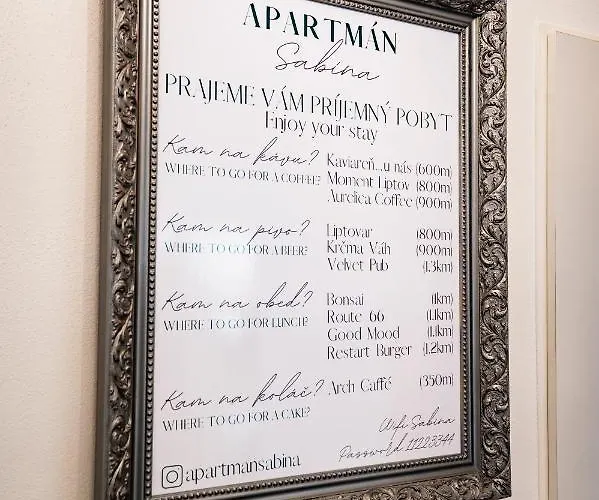 APARTMÁN
Sabina
PRAJEME VÁM PRÍJEMNÝ POBYT
Enjoy your stay
Kam na kávu?
WHERE TO GO FOR A COFFEE?
Kaviareň...u nás (600m)
Moment Liptov (800m)
Aurelica Coffee (900m)
Kam na pivo?
WHERE TO GO FOR A BEER?
Liptovar (800m)
Krčma Váh (900m)
Velvet Pub (1.3km)
Kam na obed?
WHERE TO GO FOR LUNCH?
Bonsai (1km)
Route 66 (1.1km)
Good Mood (1.1km)
Restart Burger (1.2km)
Kam na koláč?
WHERE TO GO FOR A CAKE?
Arch Caffé (350m)
Wifi Sabina
Password 11223344
apartmansabina